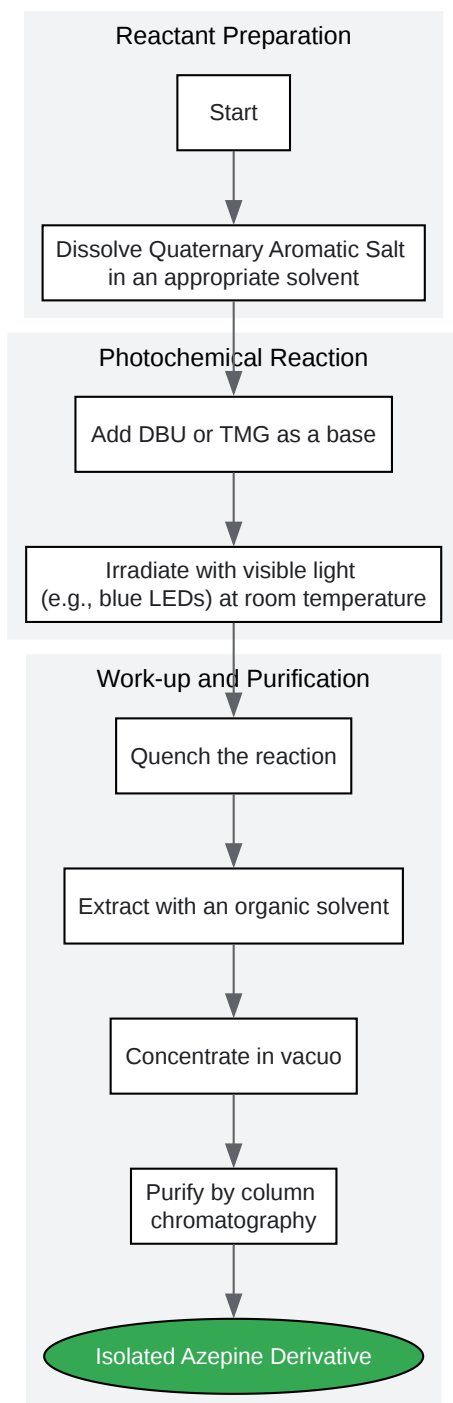 Reactant Preparation
Start
Dissolve Quaternary Aromatic Salt
in an appropriate solvent
Photochemical Reaction
Add DBU or TMG as a base
Irradiate with visible light
(e.g., blue LEDs) at room temperature
Work-up and Purification
Quench the reaction
Extract with an organic solvent
Concentrate in vacuo
Purify by column
chromatography
Isolated Azepine Derivative